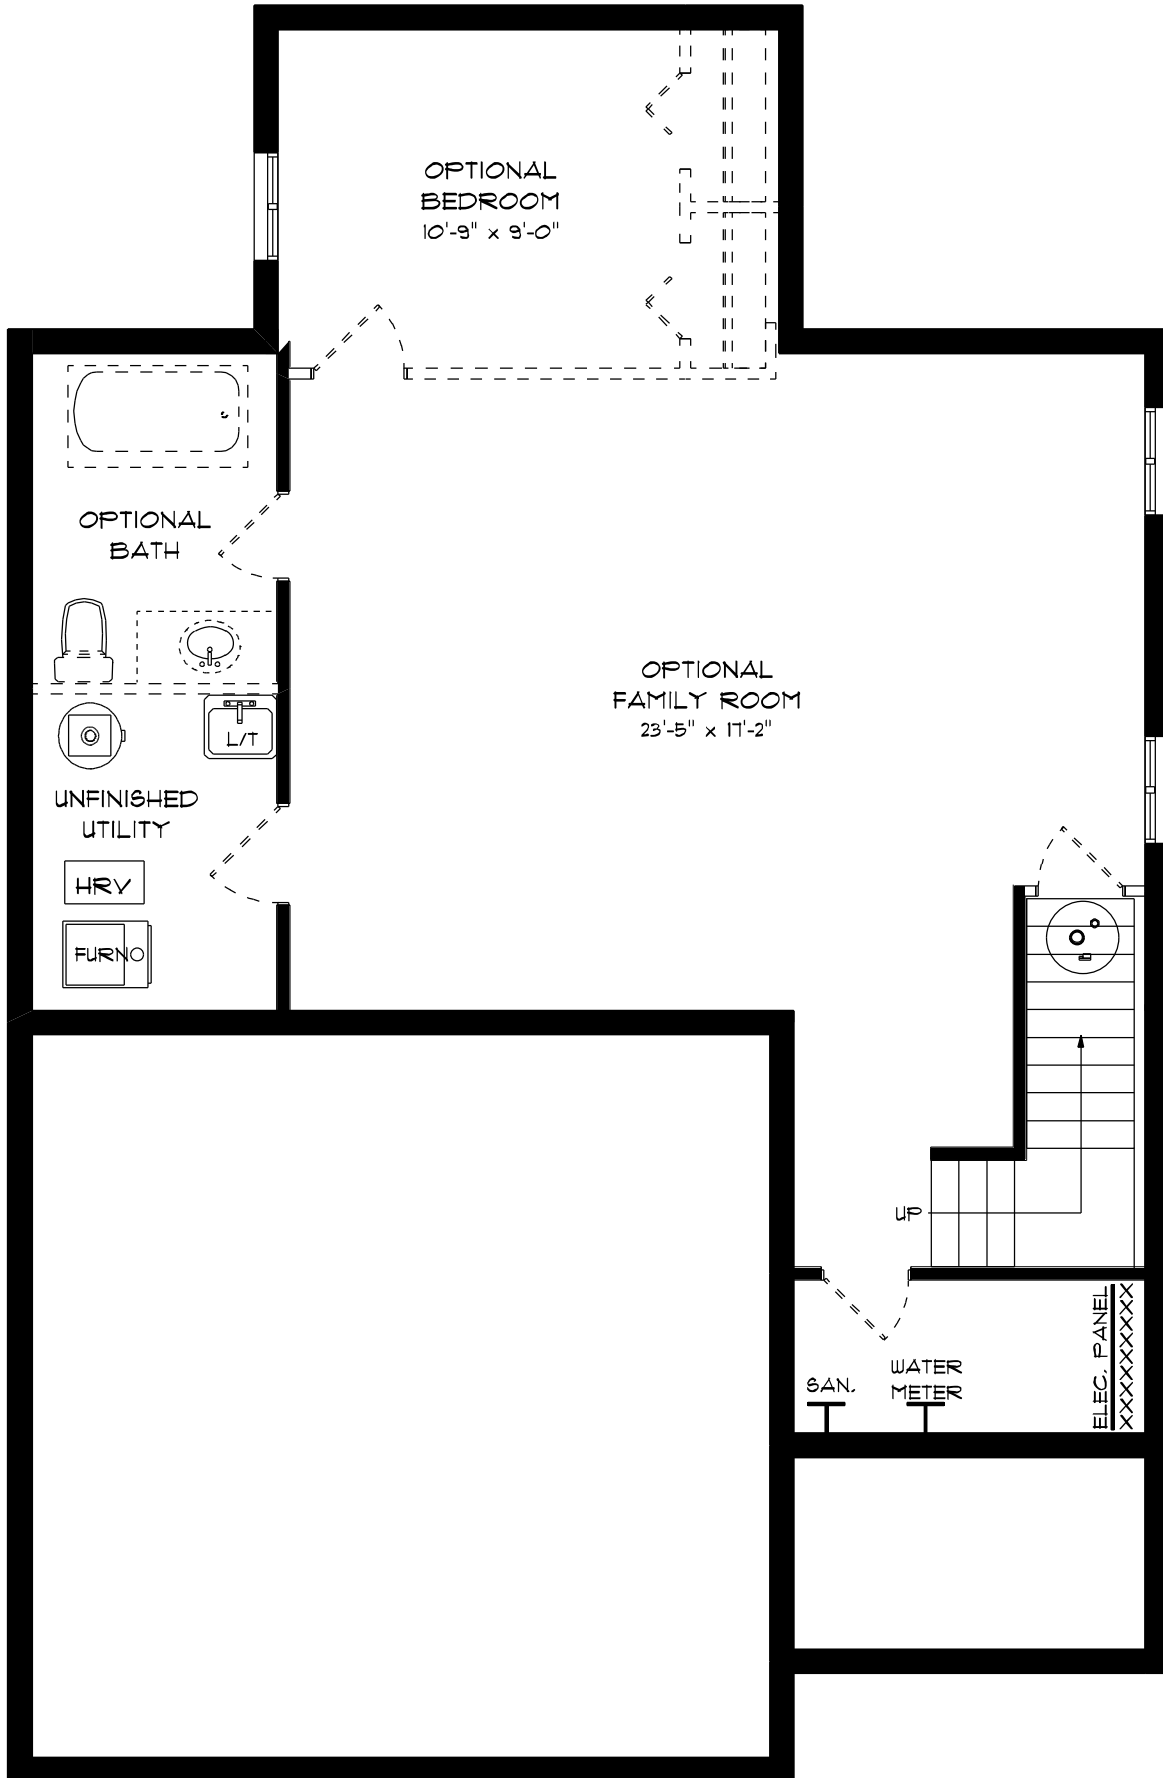 OPTIONAL
BEDROOM
10'-9" x 9'-0"
OPTIONAL
BATH
OPTIONAL
FAMILY ROOM
23'-5" x 17'-2"
L/T
UNFINISHED
UTILITY
HRV
FURN
UP
ELEC. PANEL
XXXXXXXXXXX
SAN.
WATER
METER